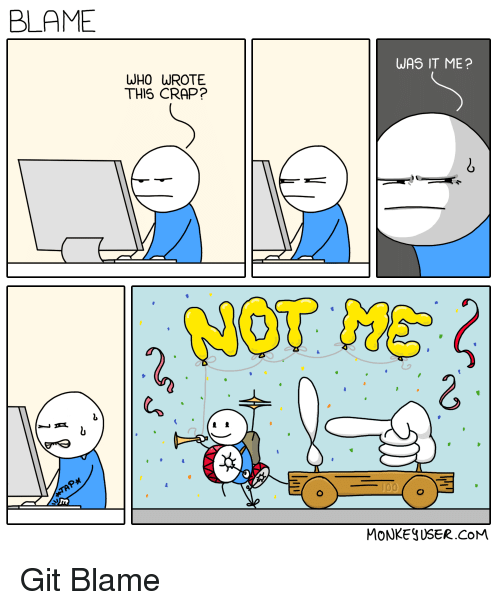 BLAME
WHO WROTE
THIS CRAP?
WAS IT ME?
*TAP*
NOT ME
MONKEYUSER.COM
Git Blame